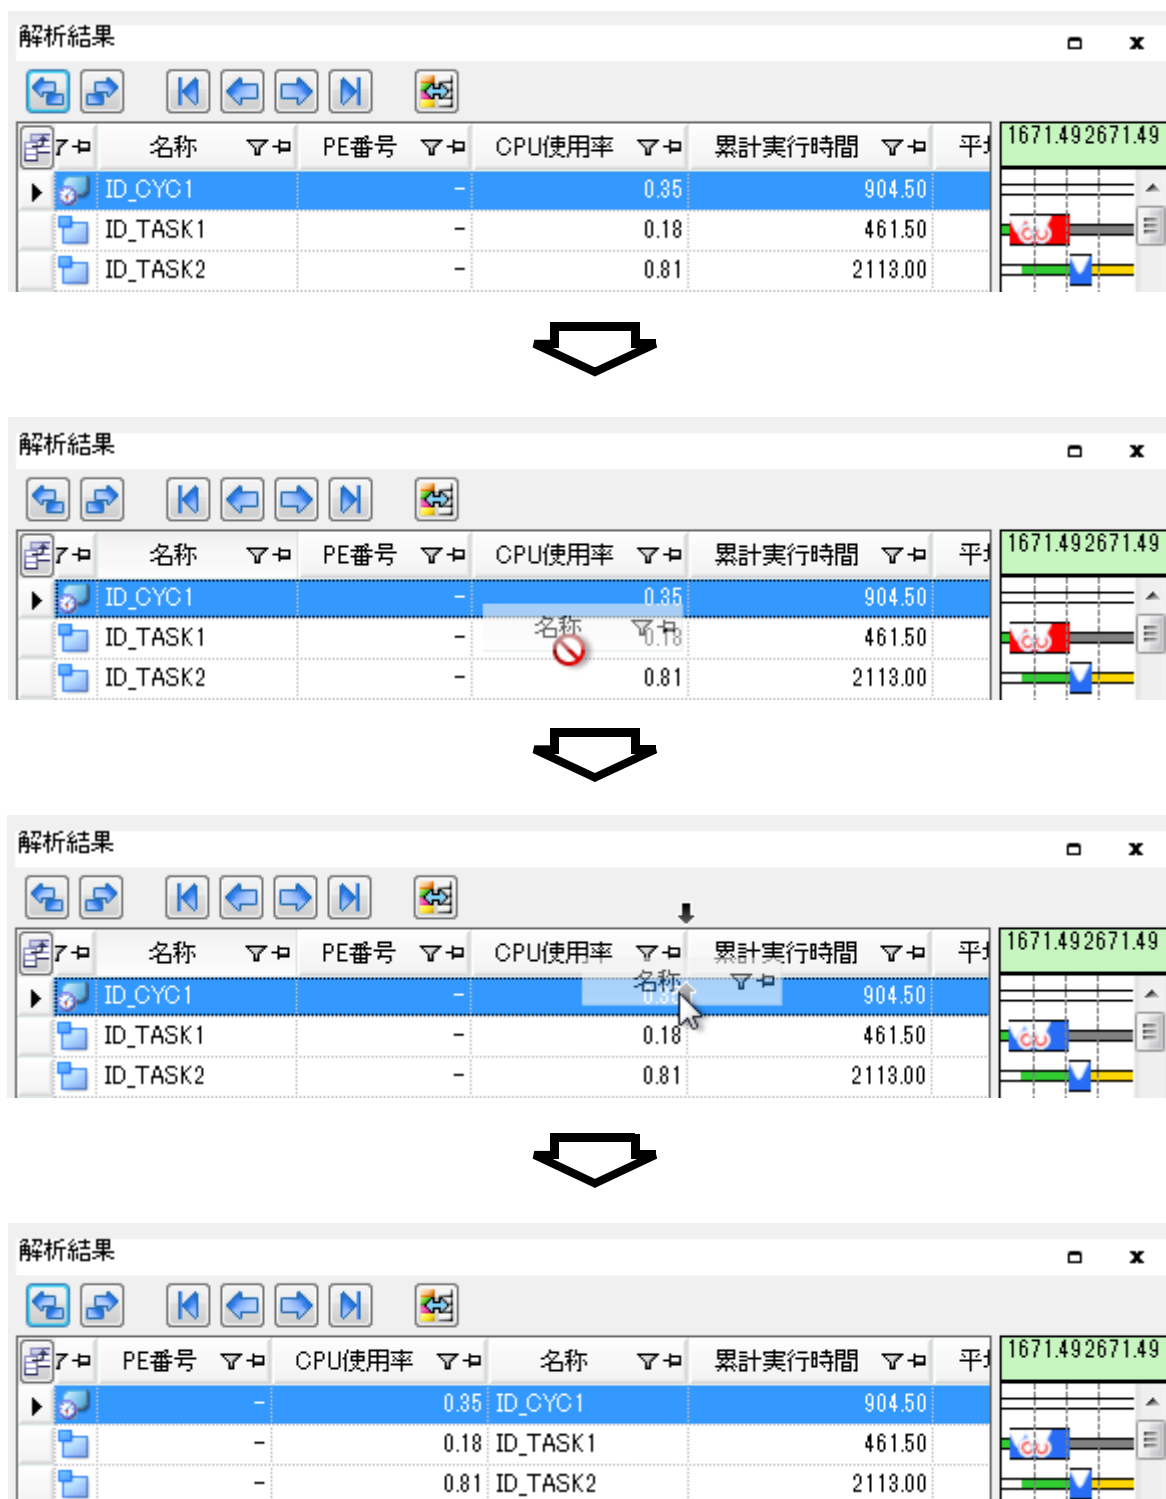 解析結果
名称 PE番号 CPU使用率 累計実行時間 平 1671.492671.49
ID_CYC1 - 0.35 904.50
ID_TASK1 - 0.18 461.50
ID_TASK2 - 0.81 2113.00
解析結果
名称 PE番号 CPU使用率 累計実行時間 平 1671.492671.49
ID_CYC1 - 0.35 904.50
名称
ID_TASK1 - 0.18 461.50
ID_TASK2 - 0.81 2113.00
解析結果
名称 PE番号 CPU使用率 累計実行時間 平 1671.492671.49
名称
ID_CYC1 - 0.35 904.50
ID_TASK1 - 0.18 461.50
ID_TASK2 - 0.81 2113.00
解析結果
PE番号 CPU使用率 名称 累計実行時間 平 1671.492671.49
- 0.35 ID_CYC1 904.50
- 0.18 ID_TASK1 461.50
- 0.81 ID_TASK2 2113.00